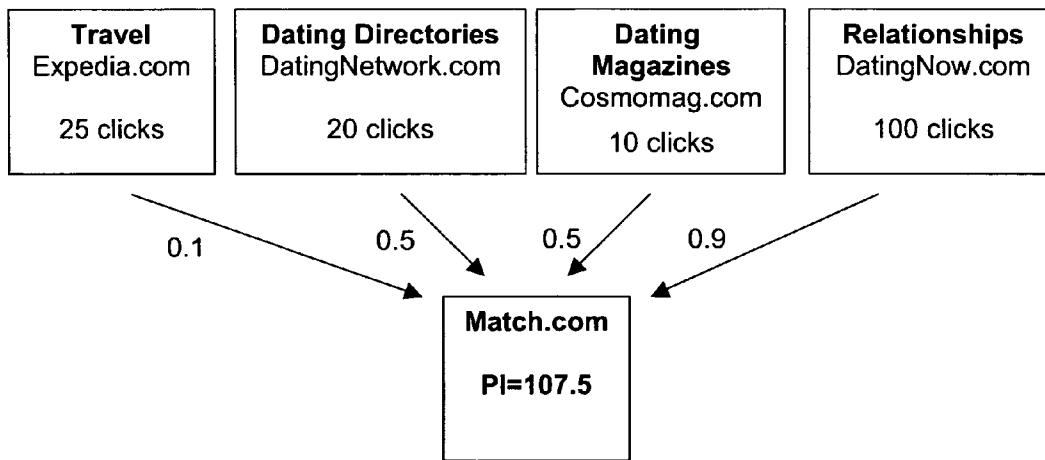 Travel
Expedia.com
25 clicks
Dating Directories
DatingNetwork.com
20 clicks
Dating
Magazines
Cosmomag.com
10 clicks
Relationships
DatingNow.com
100 clicks
0.1
0.5
0.5
0.9
Match.com
PI=107.5